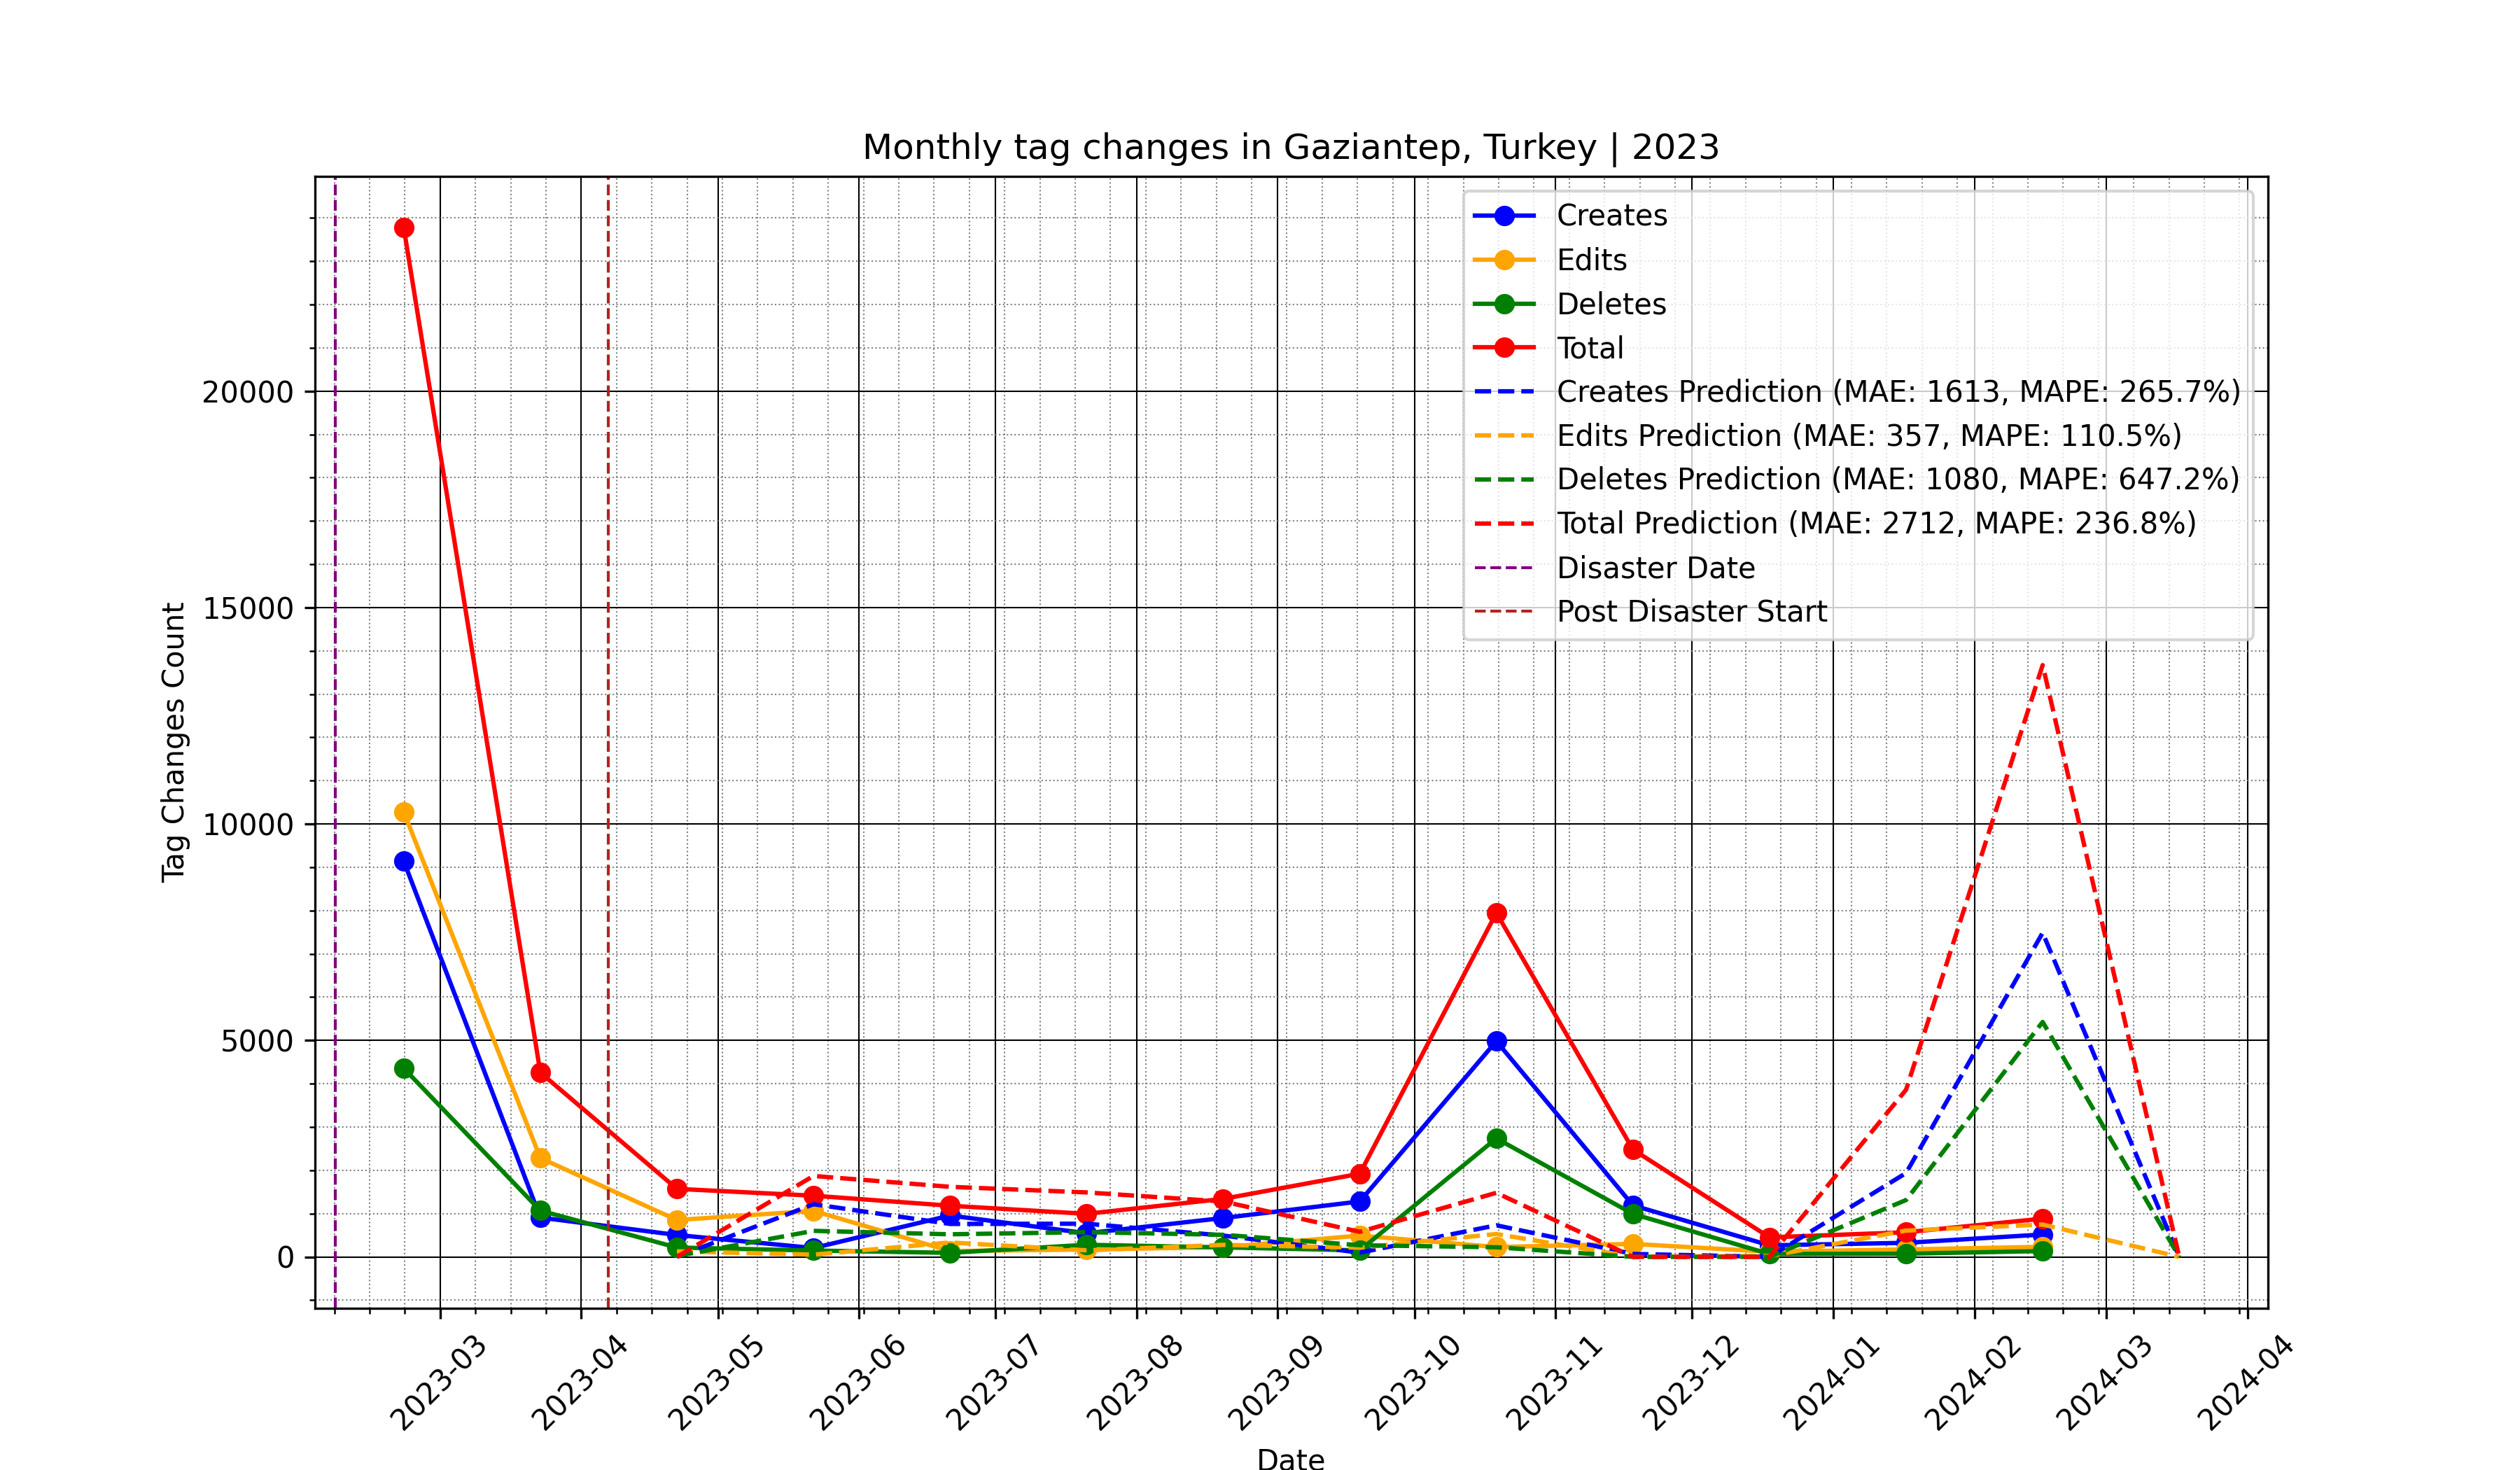 Monthly tag changes in Gaziantep, Turkey | 2023
Creates
Edits
Deletes
Total
Creates Prediction (MAE: 1613, MAPE: 265.7%)
Edits Prediction (MAE: 357, MAPE: 110.5%)
Deletes Prediction (MAE: 1080, MAPE: 647.2%)
Total Prediction (MAE: 2712, MAPE: 236.8%)
Disaster Date
Post Disaster Start
Tag Changes Count
20000
15000
10000
5000
0
2023-03
2023-04
2023-05
2023-06
2023-07
2023-08
2023-09
2023-10
2023-11
2023-12
2024-01
2024-02
2024-03
2024-04
Date